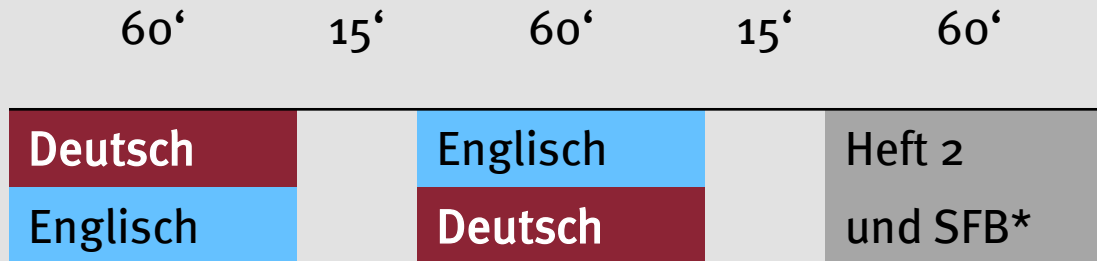 60‘ 15‘ 60‘ 15‘ 60‘
Deutsch Englisch Heft 2
Englisch Deutsch und SFB*